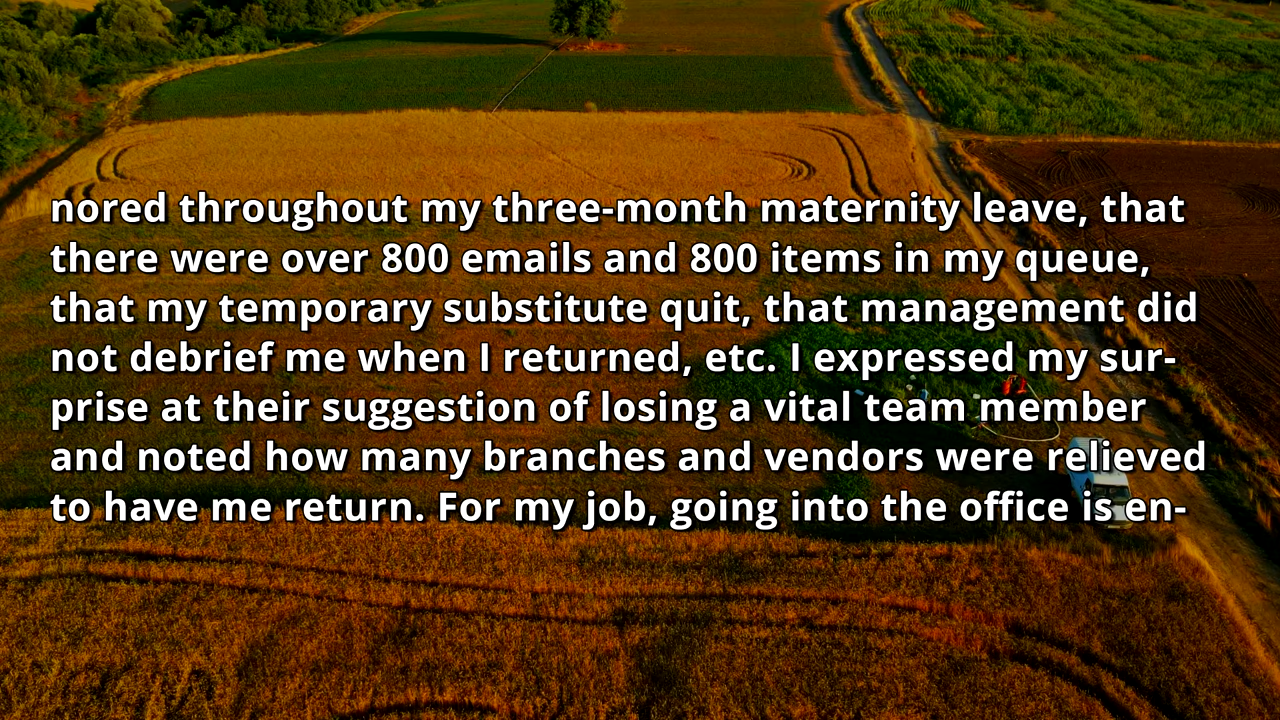 nored throughout my three-month maternity leave, that
there were over 800 emails and 800 items in my queue,
that my temporary substitute quit, that management did
not debrief me when I returned, etc. I expressed my sur-
prise at their suggestion of losing a vital team member
and noted how many branches and vendors were relieved
to have me return. For my job, going into the office is en-